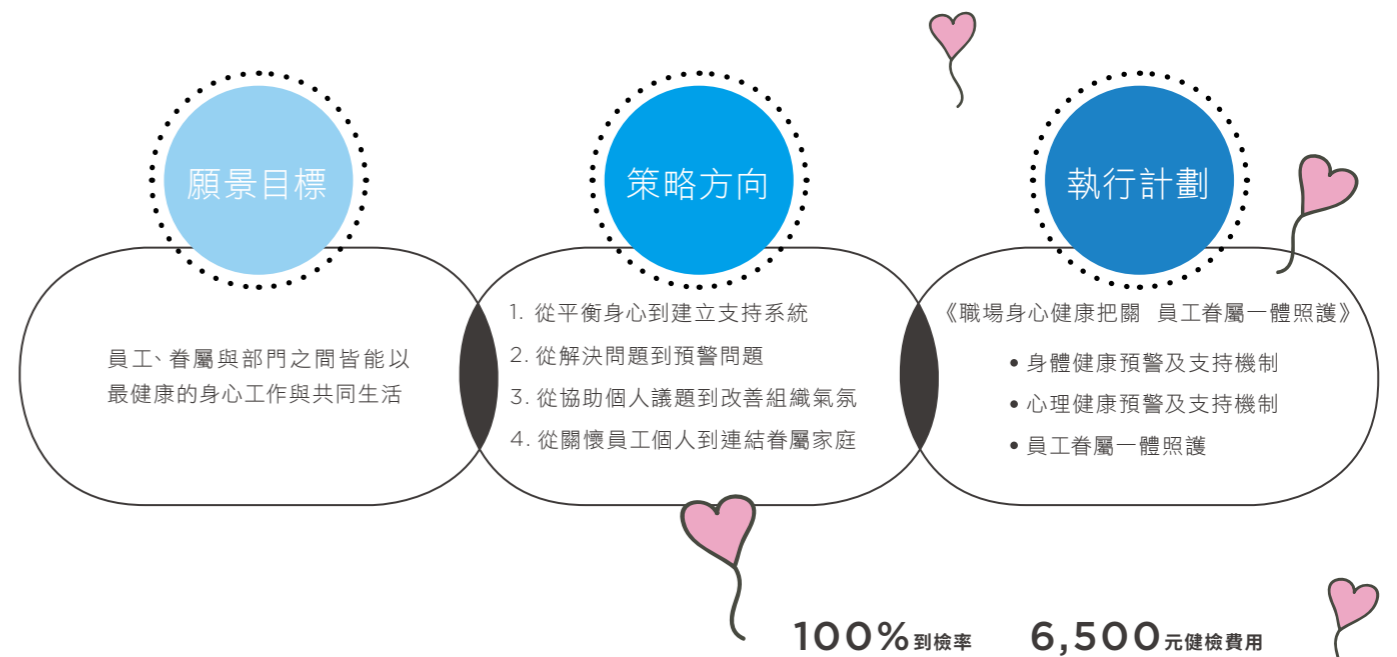 願景目標
員工、眷屬與部門之間皆能以
最健康的身心工作與共同生活
策略方向
1. 從平衡身心到建立支持系統
2. 從解決問題到預警問題
3. 從協助個人議題到改善組織氣氛
4. 從關懷員工個人到連結眷屬家庭
執行計劃
《職場身心健康把關 員工眷屬一體照護》
• 身體健康預警及支持機制
• 心理健康預警及支持機制
• 員工眷屬一體照護
100%到檢率 6,500元健檢費用